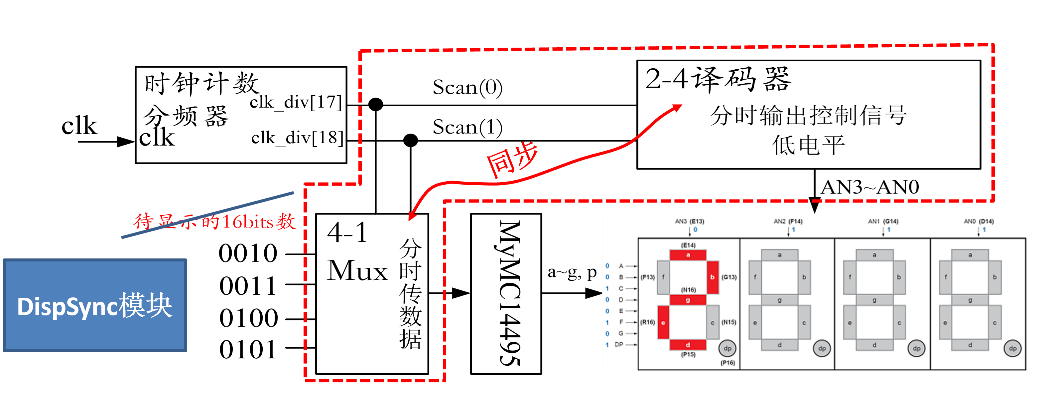 时钟计数
分频器
clk_div[17]
clk_div[18]
clk
clk
Scan(0)
Scan(1)
2-4译码器
分时输出控制信号
低电平
同步
AN3~AN0
待显示的16bits数
0010
0011
0100
0101
4-1
Mux
分时传数据
MyMC14495
a~g, p
DispSync模块
AN3 (E13)
0
AN2 (F14)
1
AN1 (G14)
1
AN0 (D14)
1
0 A
0 B
1 C
0 D
0 E
1 F
0 G
1 DP
(E14)
a
(F13)
f
b
(G13)
(N16)
g
(R16)
e
c
(N15)
d
(P15)
dp
(P16)
a
f
b
g
e
c
d
dp
a
f
b
g
e
c
d
dp
a
f
b
g
e
c
d
dp